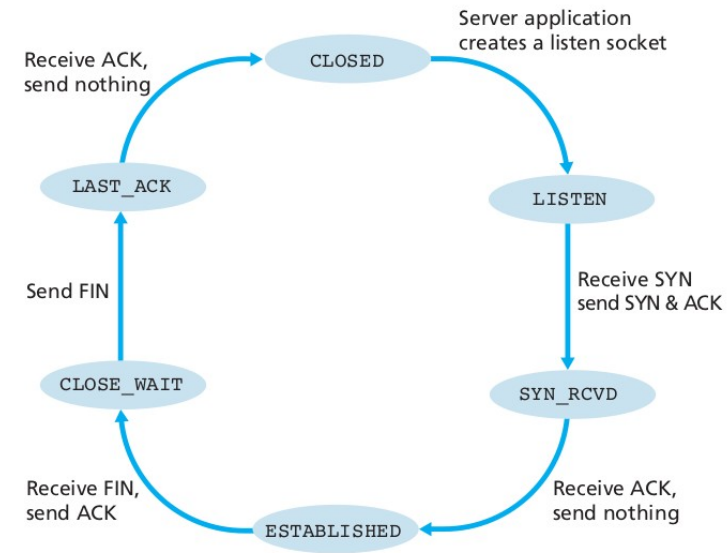 Server application
creates a listen socket
CLOSED
Receive ACK,
send nothing
LAST_ACK
LISTEN
Send FIN
Receive SYN
send SYN & ACK
CLOSE_WAIT
SYN_RCVD
Receive FIN,
send ACK
Receive ACK,
send nothing
ESTABLISHED